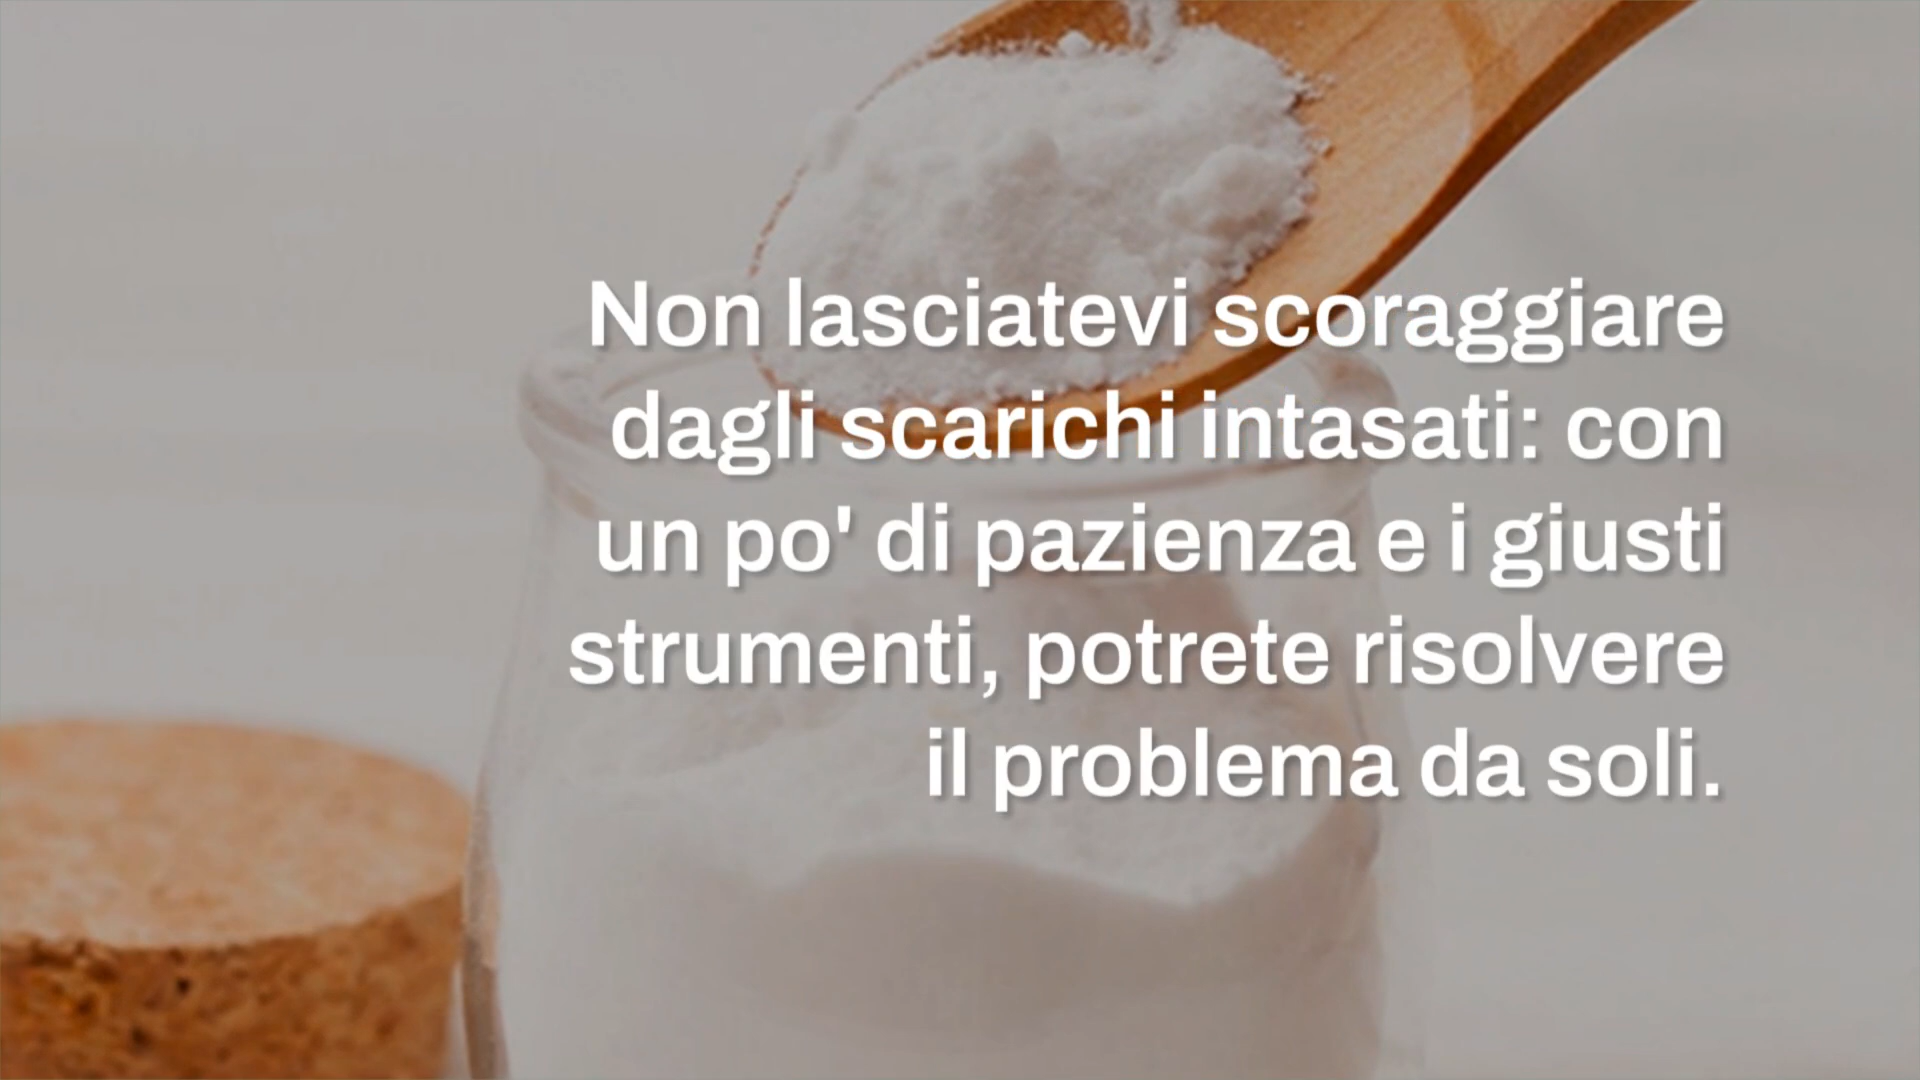 Non lasciatevi scoraggiare
dagli scarichi intasati: con
un po' di pazienza e i giusti
strumenti, potrete risolvere
il problema da soli.